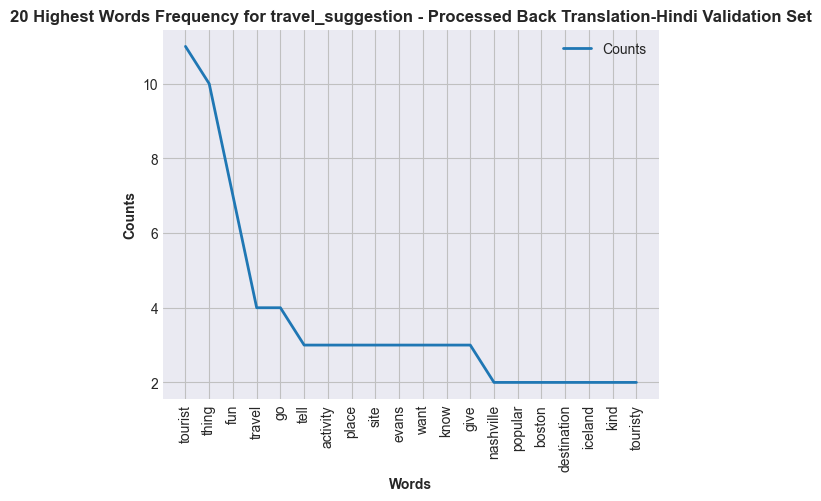 20 Highest Words Frequency for travel_suggestion - Processed Back Translation-Hindi Validation Set
Counts
10
8
6
4
2
Counts
tourist
thing
fun
travel
go
tell
activity
place
site
evans
want
know
give
nashville
popular
boston
destination
iceland
kind
touristy
Words